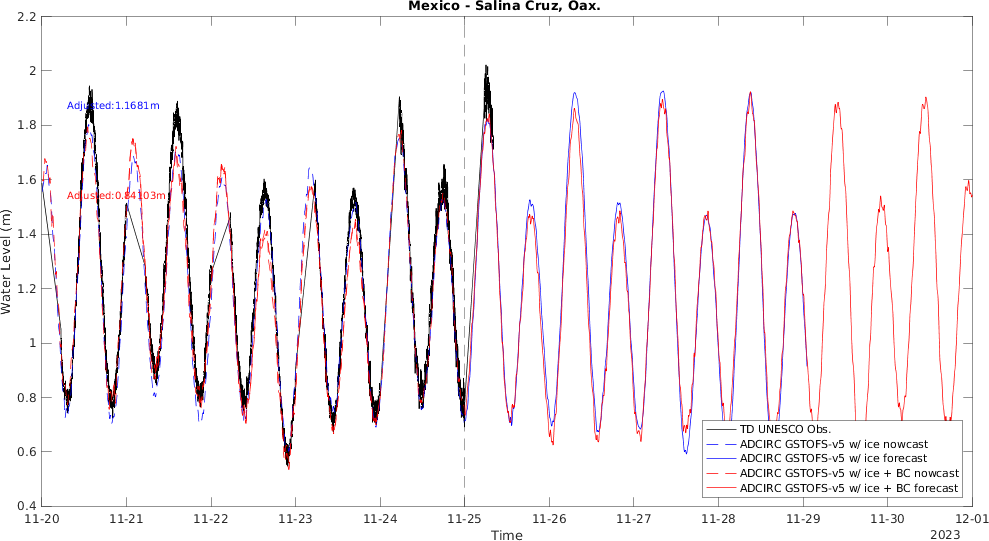 Mexico - Salina Cruz, Oax.
2.2
2
1.8
1.6
1.4
1.2
1
0.8
0.6
0.4
Water Level (m)
Adjusted:1.1681m
Adjusted:0.84103m
TD UNESCO Obs.
ADCIRC GSTOFS-v5 w/ ice nowcast
ADCIRC GSTOFS-v5 w/ ice forecast
ADCIRC GSTOFS-v5 w/ ice + BC nowcast
ADCIRC GSTOFS-v5 w/ ice + BC forecast
11-20 11-21 11-22 11-23 11-24 11-25 11-26 11-27 11-28 11-29 11-30 12-01
Time
2023